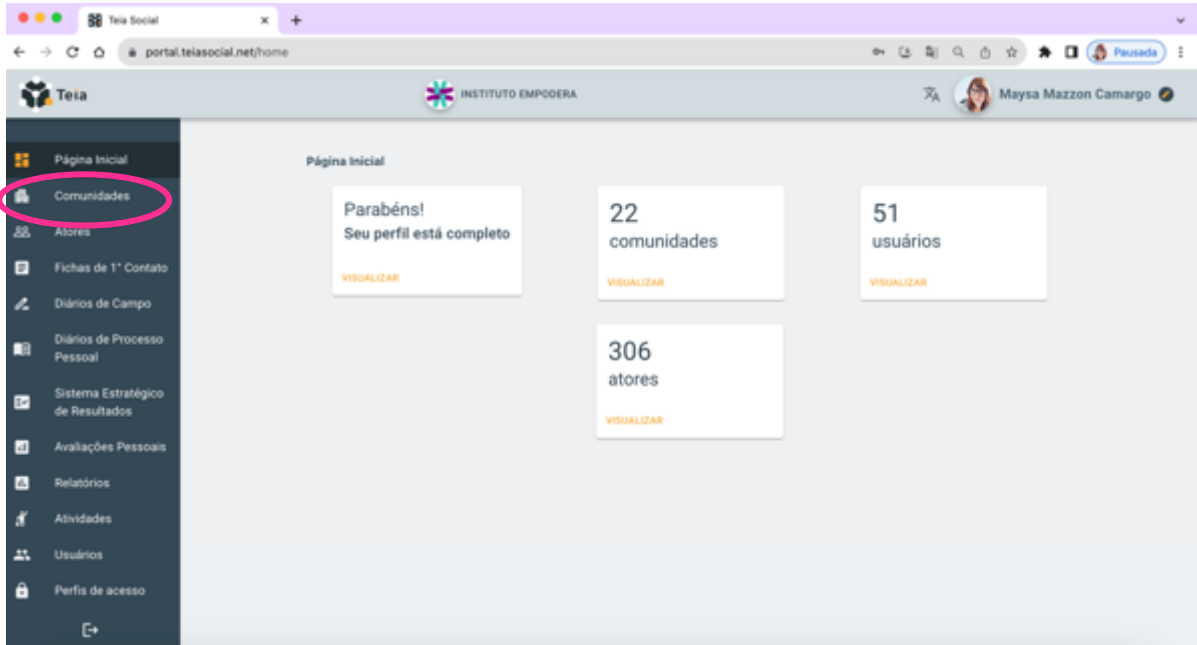 Teia Social
portal.teiasocial.net/home
Pausada
Teia
INSTITUTO EMPODERA
Maysa Mazzon Camargo
Página Inicial
Comunidades
Atores
Fichas de 1° Contato
Diários de Campo
Diários de Processo
Pessoal
Sistema Estratégico
de Resultados
Avaliações Pessoais
Relatórios
Atividades
Usuários
Perfis de acesso
Página Inicial
Parabéns!
Seu perfil está completo
VISUALIZAR
22
comunidades
VISUALIZAR
51
usuários
VISUALIZAR
306
atores
VISUALIZAR